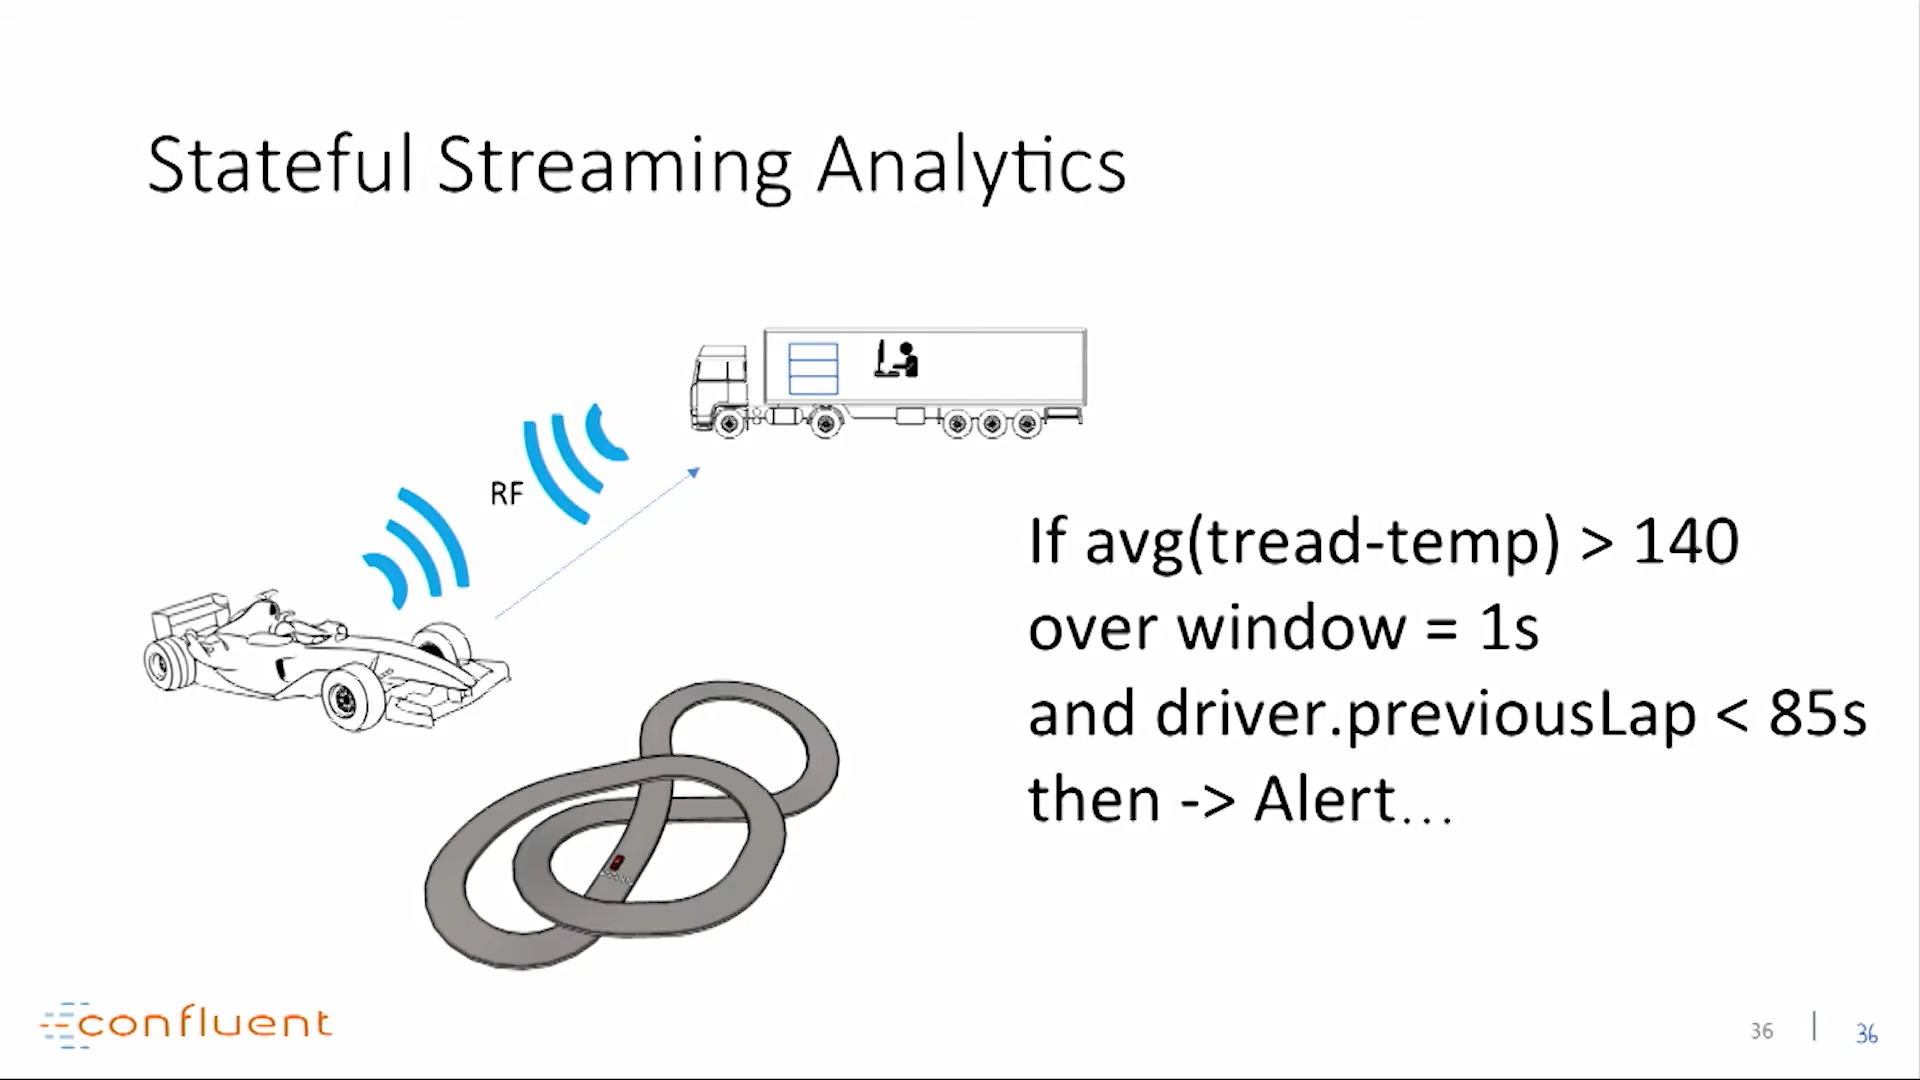 Stateful Streaming Analytics
RF
If avg(tread-temp) > 140
over window = 1s
and driver.previousLap < 85s
then -> Alert...
confluent
36 | 36